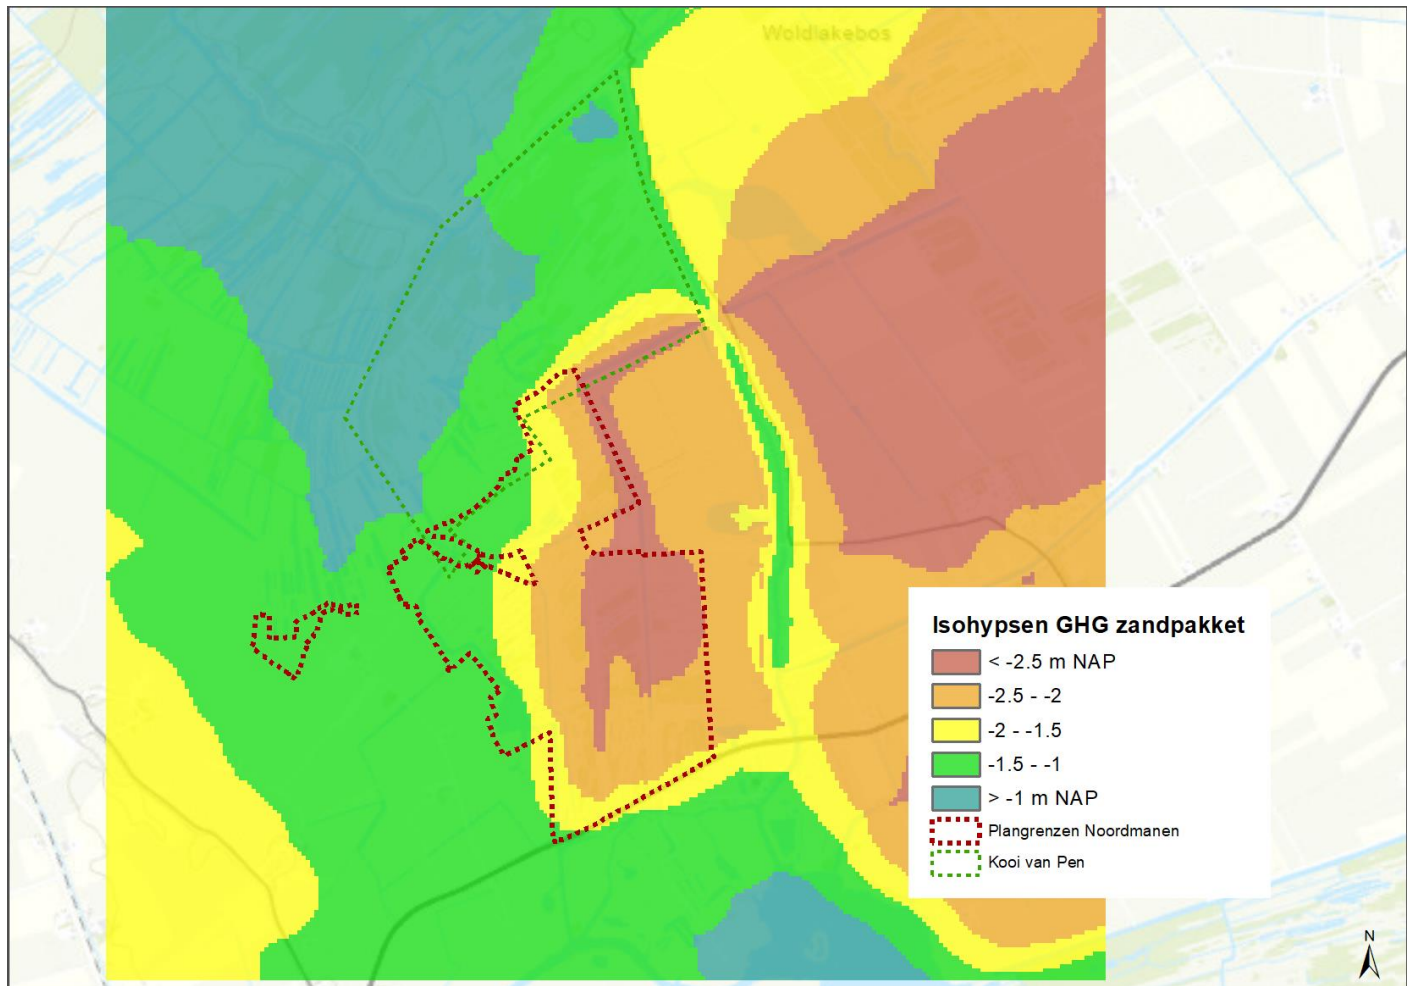 Woldlakebos
Isohypsen GHG zandpakket
< -2.5 m NAP
-2.5 - -2
-2 - -1.5
-1.5 - -1
> -1 m NAP
Plangrenzen Noordmanen
Kooi van Pen
N